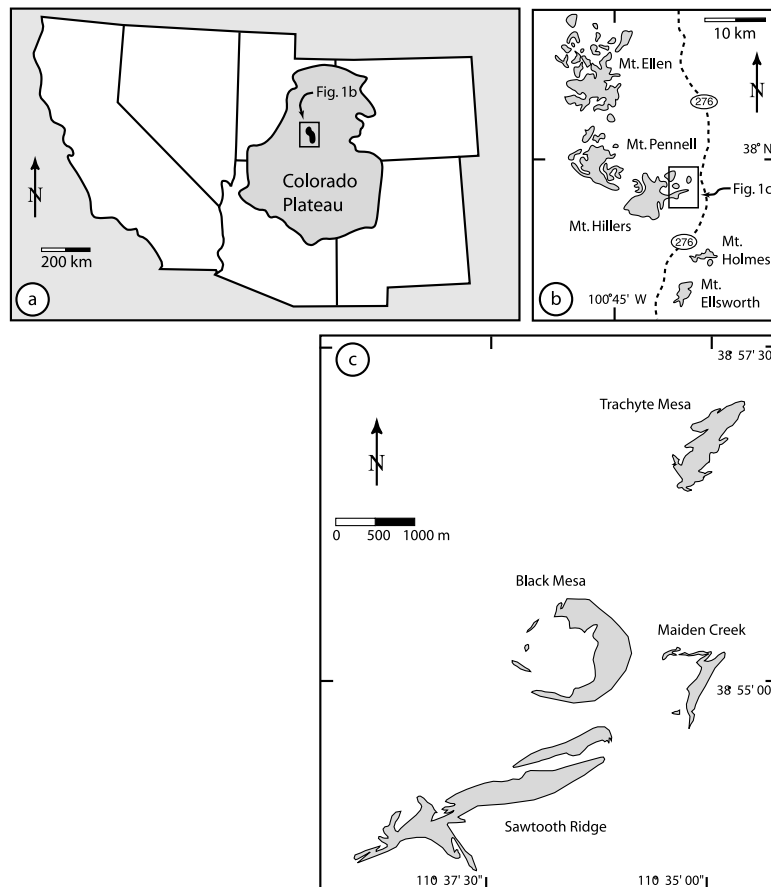 Fig. 1b
Colorado
Plateau
N
200 km
a
10 km
Mt. Ellen
N
276
Mt. Pennell
38° N
Fig. 1c
Mt. Hillers
276
Mt.
Holmes
Mt.
Ellsworth
100°45' W
b
c
38° 57' 30
Trachyte Mesa
N
0 500 1000 m
Black Mesa
Maiden Creek
38° 55' 00
Sawtooth Ridge
110° 37' 30"
110° 35' 00"